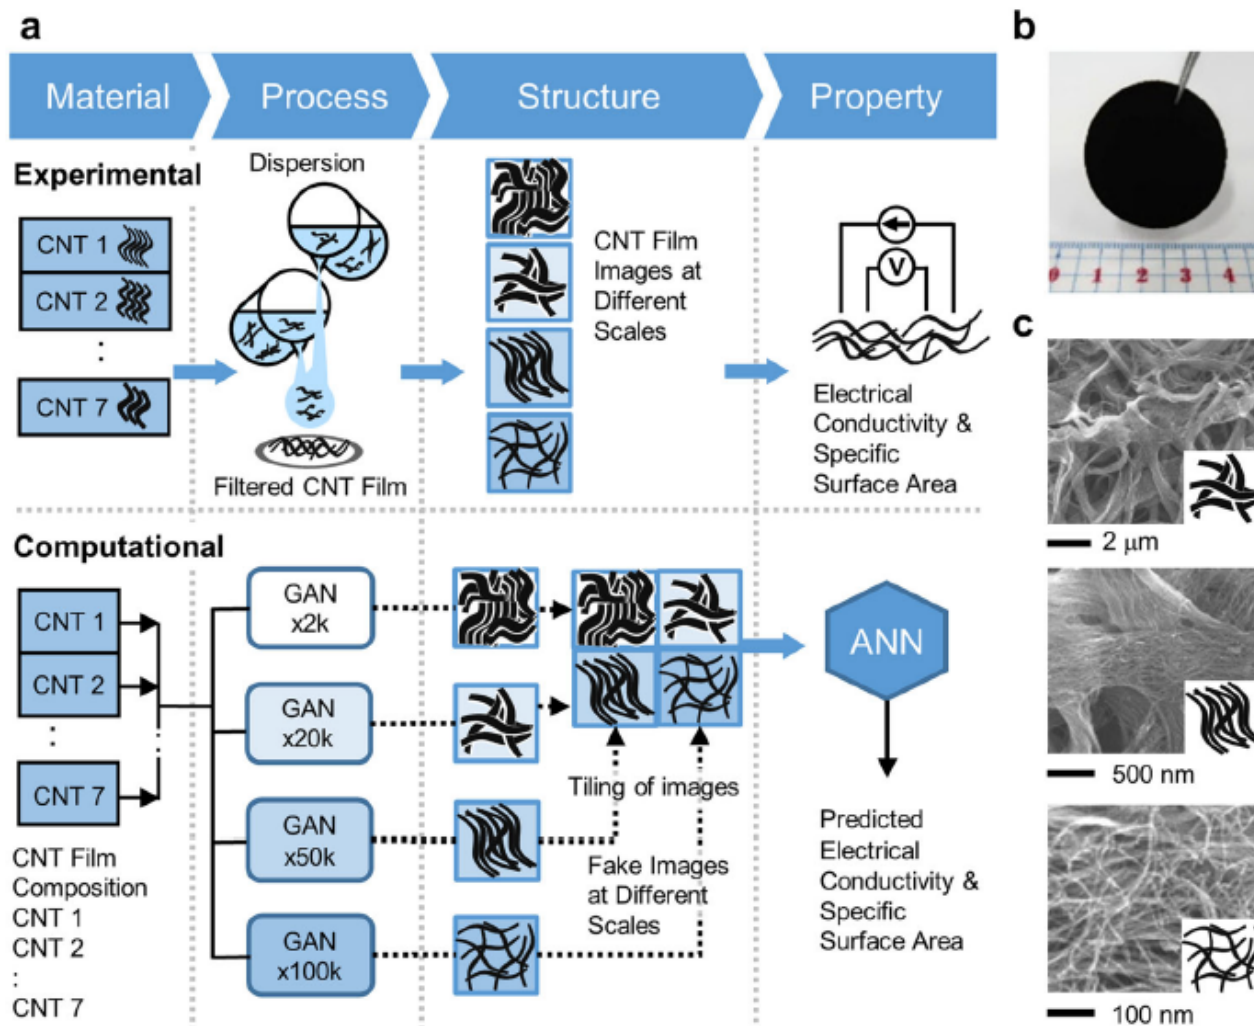 a
Material
Process
Structure
Property
Experimental
CNT 1
CNT 2
:
CNT 7
Dispersion
Filtered CNT Film
CNT Film
Images at
Different
Scales
V
Electrical
Conductivity &
Specific
Surface Area
Computational
CNT 1
CNT 2
:
CNT 7
CNT Film
Composition
CNT 1
CNT 2
:
CNT 7
GAN
x2k
GAN
x20k
GAN
x50k
GAN
x100k
Tiling of images
Fake Images
at Different
Scales
ANN
Predicted
Electrical
Conductivity &
Specific
Surface Area
b
0 1 2 3 4
c
2 μm
500 nm
100 nm